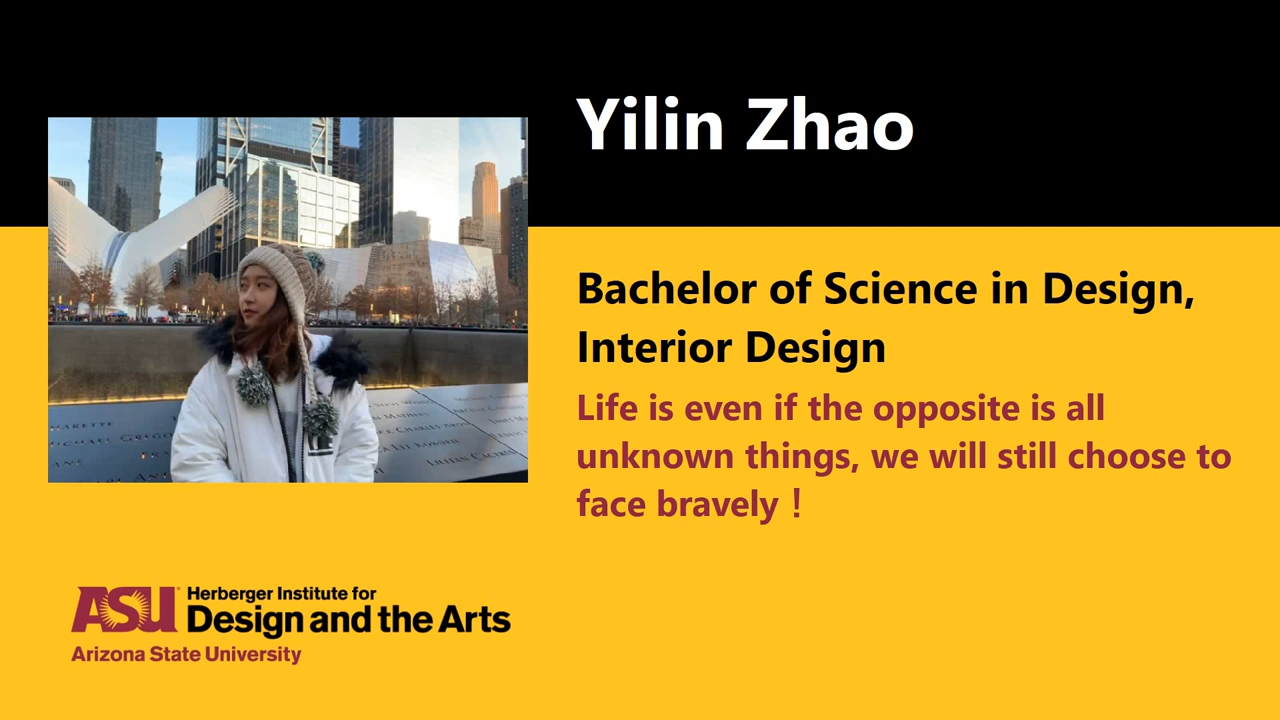 Yilin Zhao
Bachelor of Science in Design,
Interior Design
Life is even if the opposite is all
unknown things, we will still choose to
face bravely！
ASU Herberger Institute for
Design and the Arts
Arizona State University